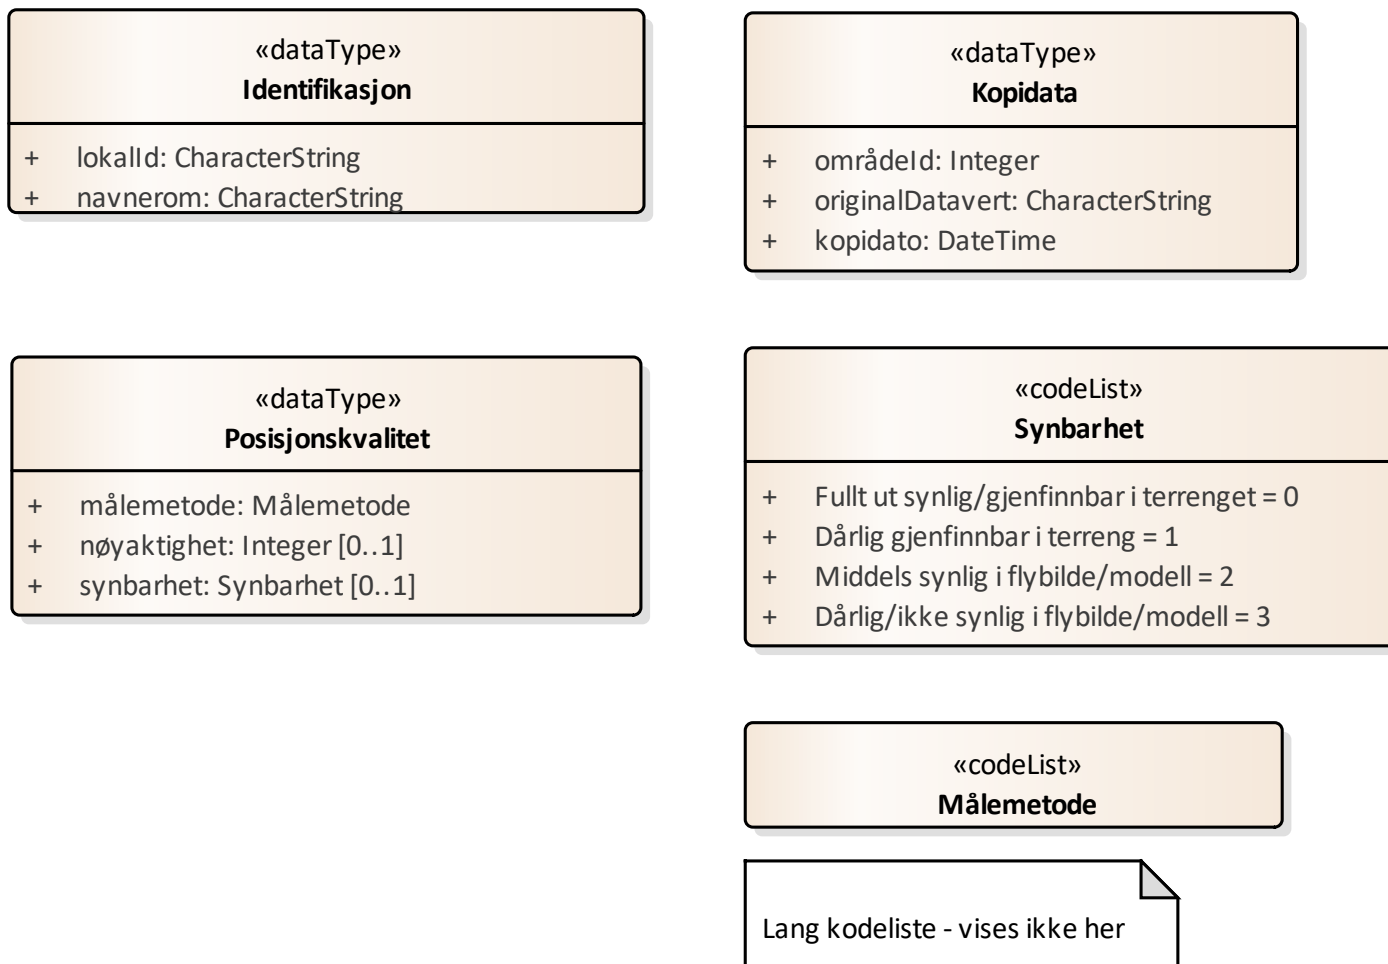 «dataType»
Identifikasjon
+ lokalId: CharacterString
+ navnerom: CharacterString
«dataType»
Kopidata
+ områdeId: Integer
+ originalDatavert: CharacterString
+ kopidato: DateTime
«dataType»
Posisjonskvalitet
+ målemetode: Målemetode
+ nøyaktighet: Integer [0..1]
+ synbarhet: Synbarhet [0..1]
«codeList»
Synbarhet
+ Fullt ut synlig/gjenfinnbar i terrenget = 0
+ Dårlig gjenfinnbar i terreng = 1
+ Middels synlig i flybilde/modell = 2
+ Dårlig/ikke synlig i flybilde/modell = 3
«codeList»
Målemetode
Lang kodeliste - vises ikke her